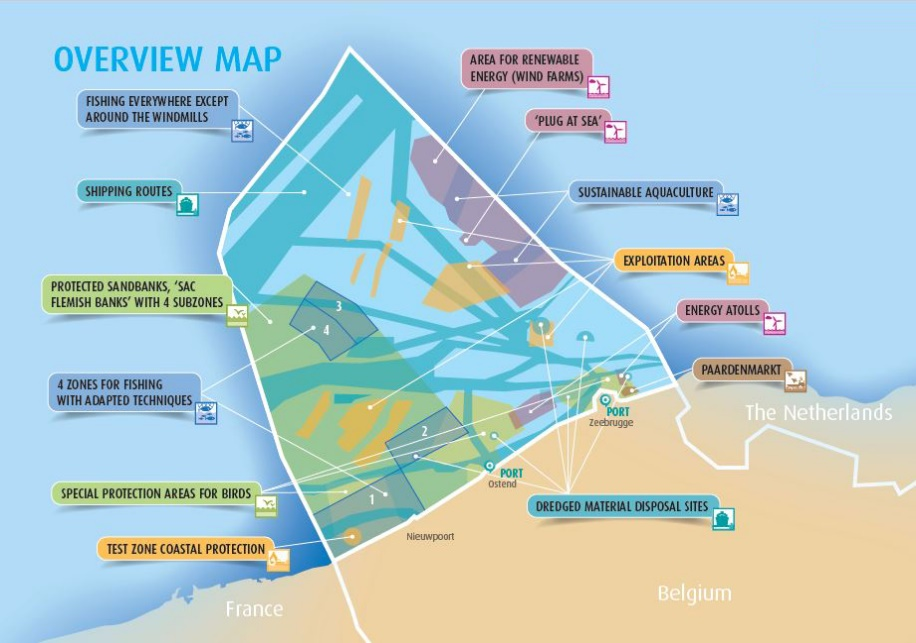 OVERVIEW MAP
AREA FOR RENEWABLE
ENERGY (WIND FARMS)
FISHING EVERYWHERE EXCEPT
AROUND THE WINDMILLS
'PLUG AT SEA'
SHIPPING ROUTES
SUSTAINABLE AQUACULTURE
EXPLOITATION AREAS
PROTECTED SANDBANKS, 'SAC
FLEMISH BANKS' WITH 4 SUBZONES
3
4
ENERGY ATOLLS
PAARDENMARKT
4 ZONES FOR FISHING
WITH ADAPTED TECHNIQUES
The Netherlands
PORT
Zeebrugge
2
PORT
Ostend
SPECIAL PROTECTION AREAS FOR BIRDS
1
DREDGED MATERIAL DISPOSAL SITES
Nieuwpoort
TEST ZONE COASTAL PROTECTION
Belgium
France